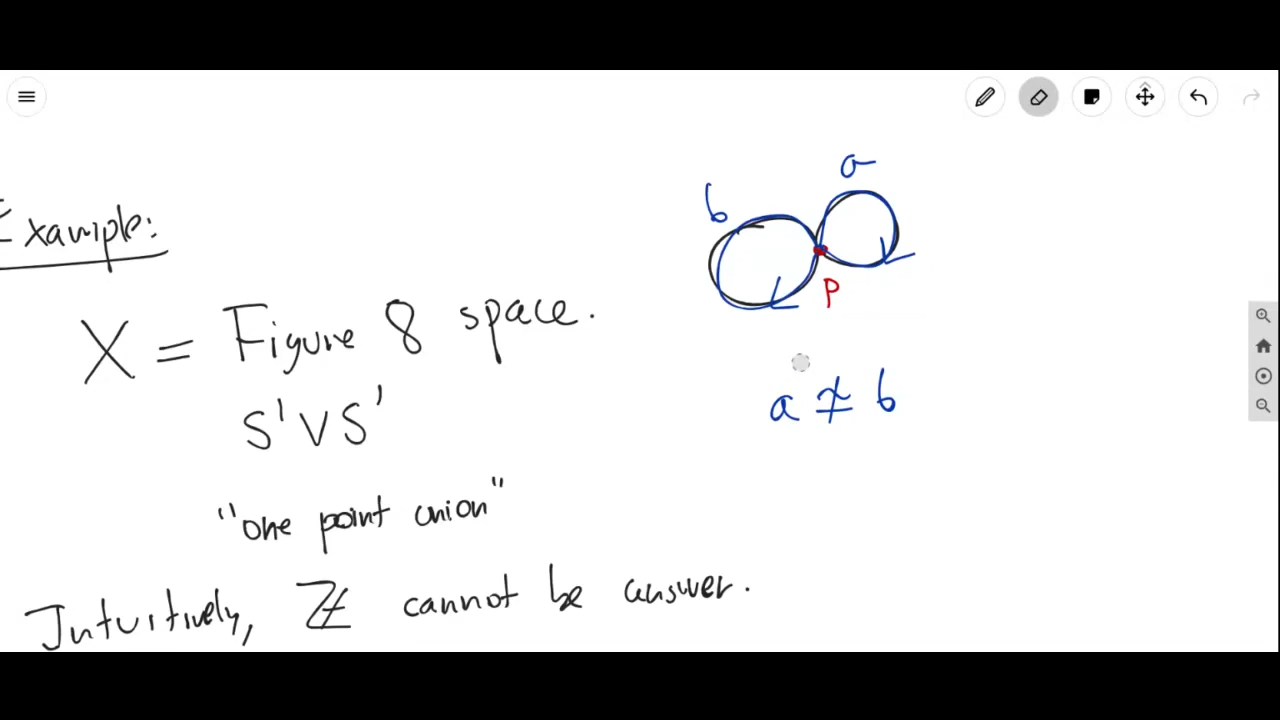 Example:
X = Figure 8 space.
S¹ ∨ S¹
"one point union"
Intuitively, ℤ cannot be answer.
a
b
p
a ≄ b